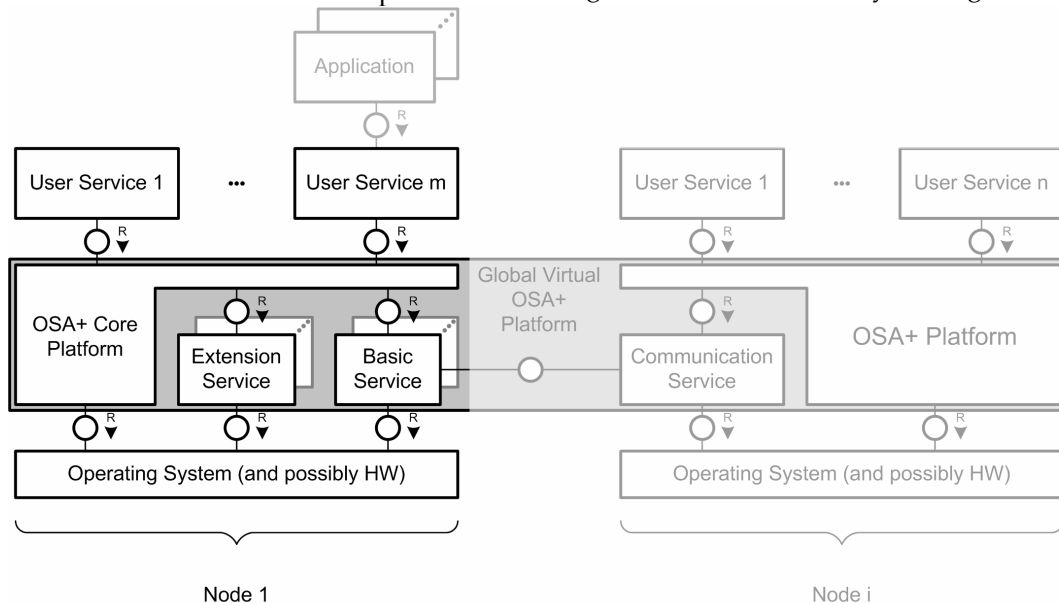 Application
R
User Service 1
...
User Service m
User Service 1
...
User Service n
R
R
R
R
Global Virtual
OSA+
Platform
OSA+ Core
Platform
R
R
R
OSA+ Platform
Extension
Service
Basic
Service
Communication
Service
R
R
R
R
R
Operating System (and possibly HW)
Operating System (and possibly HW)
Node 1
Node i